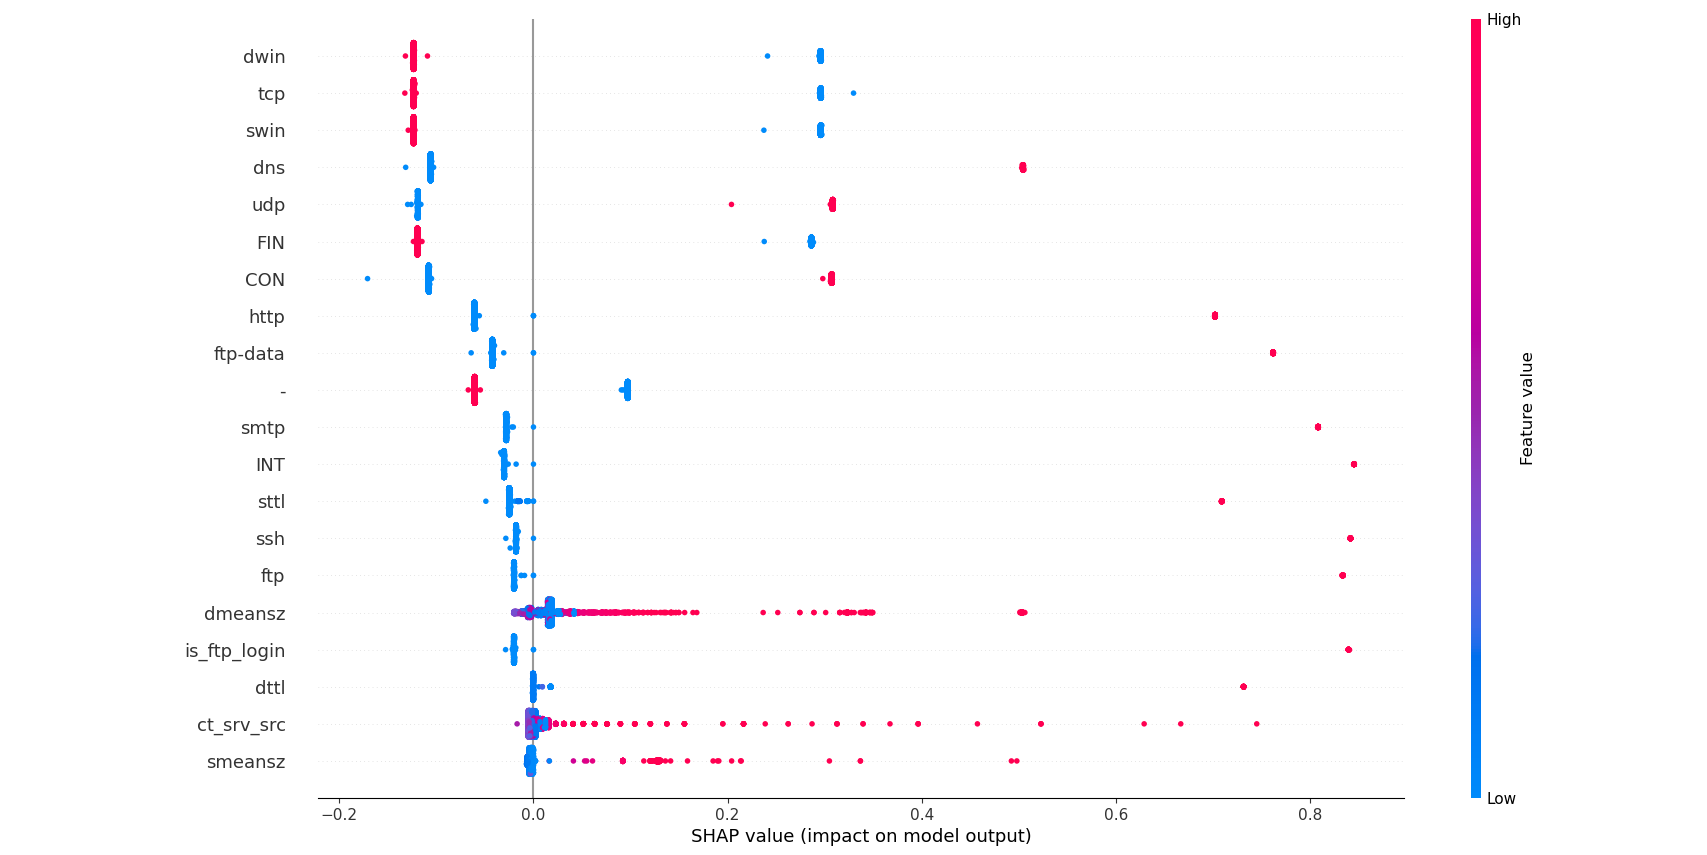 High
dwin
tcp
swin
dns
udp
FIN
CON
http
ftp-data
-
smtp
INT
sttl
ssh
ftp
dmeansz
is_ftp_login
dttl
ct_srv_src
smeansz
Feature value
Low
−0.2 0.0 0.2 0.4 0.6 0.8
SHAP value (impact on model output)